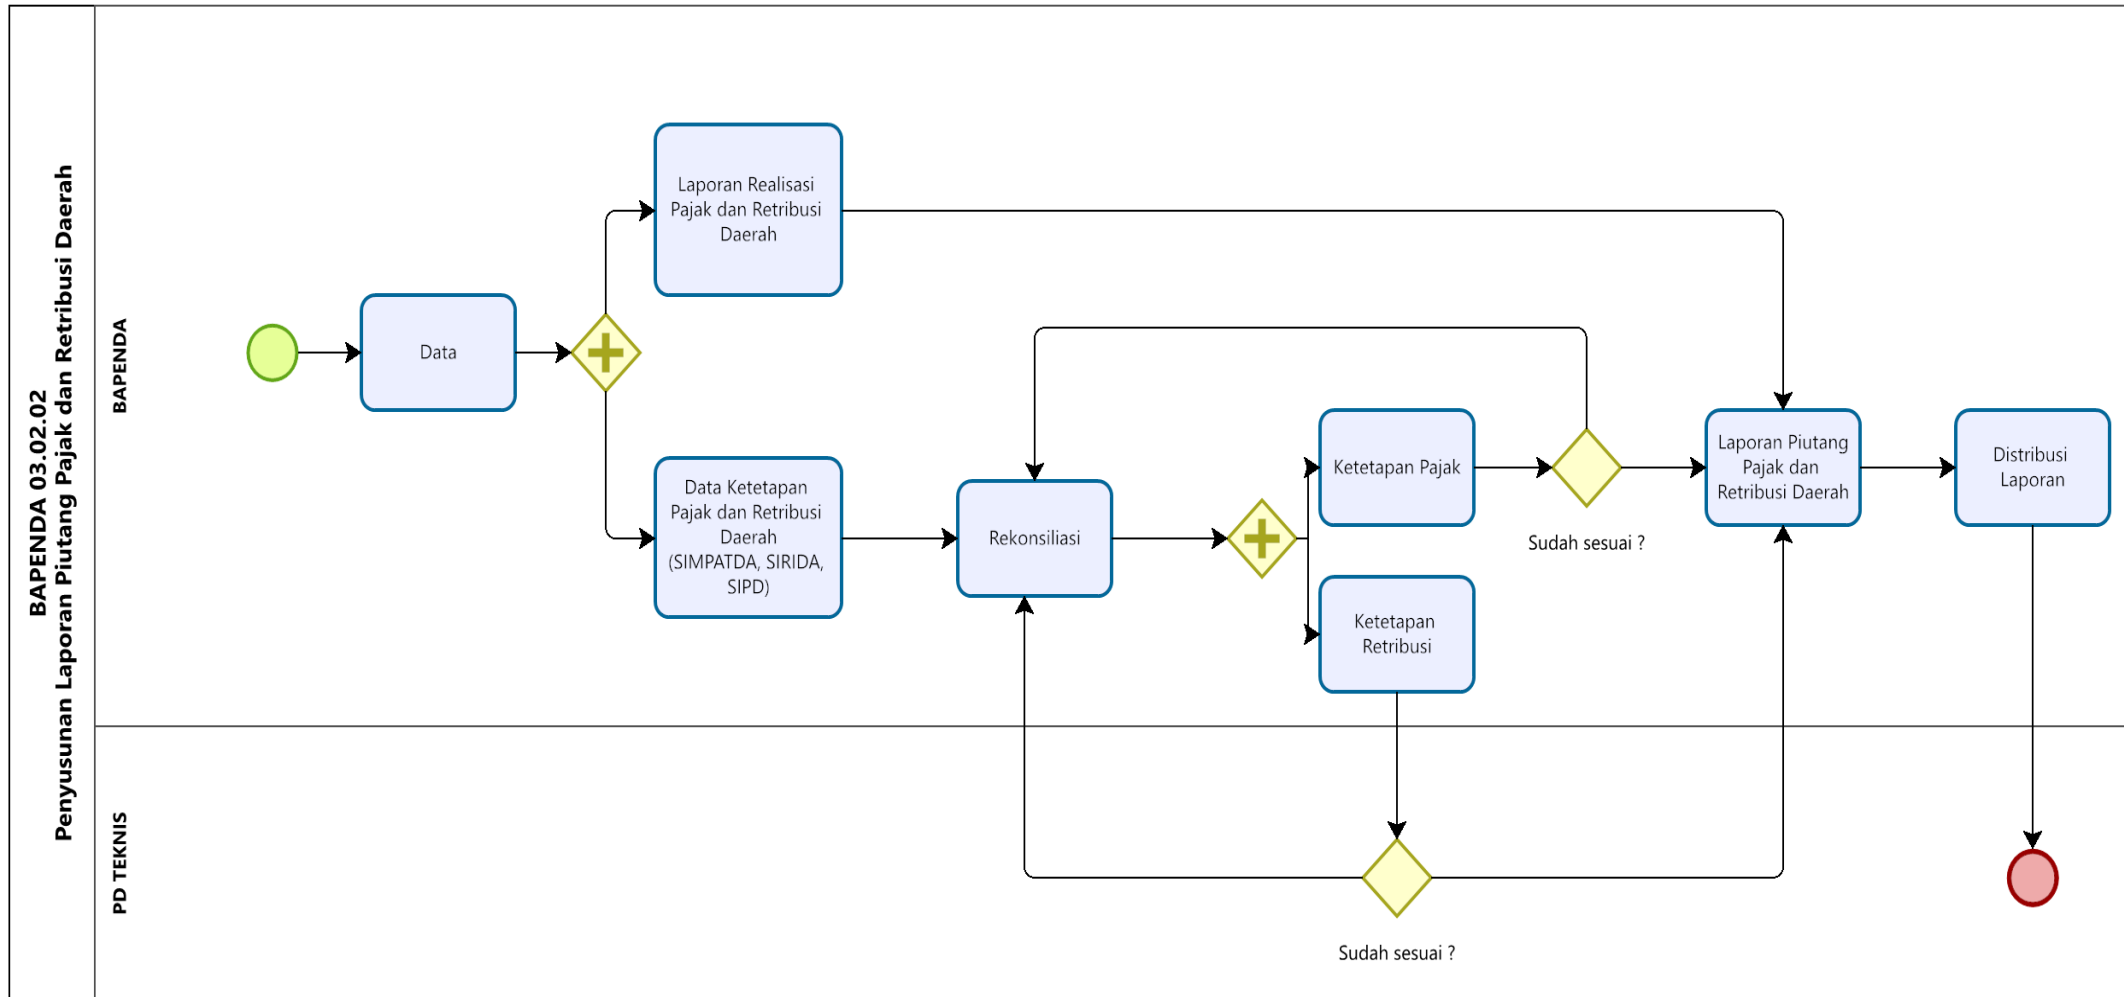 BAPENDA 03.02.02
Penyusunan Laporan Piutang Pajak dan Retribusi Daerah
BAPENDA
Data
Laporan Realisasi
Pajak dan Retribusi
Daerah
Data Ketetapan
Pajak dan Retribusi
Daerah
(SIMPATDA, SIRIDA,
SIPD)
Rekonsiliasi
Ketetapan Pajak
Ketetapan
Retribusi
Sudah sesuai ?
Laporan Piutang
Pajak dan
Retribusi Daerah
Distribusi
Laporan
PD TEKNIS
Sudah sesuai ?